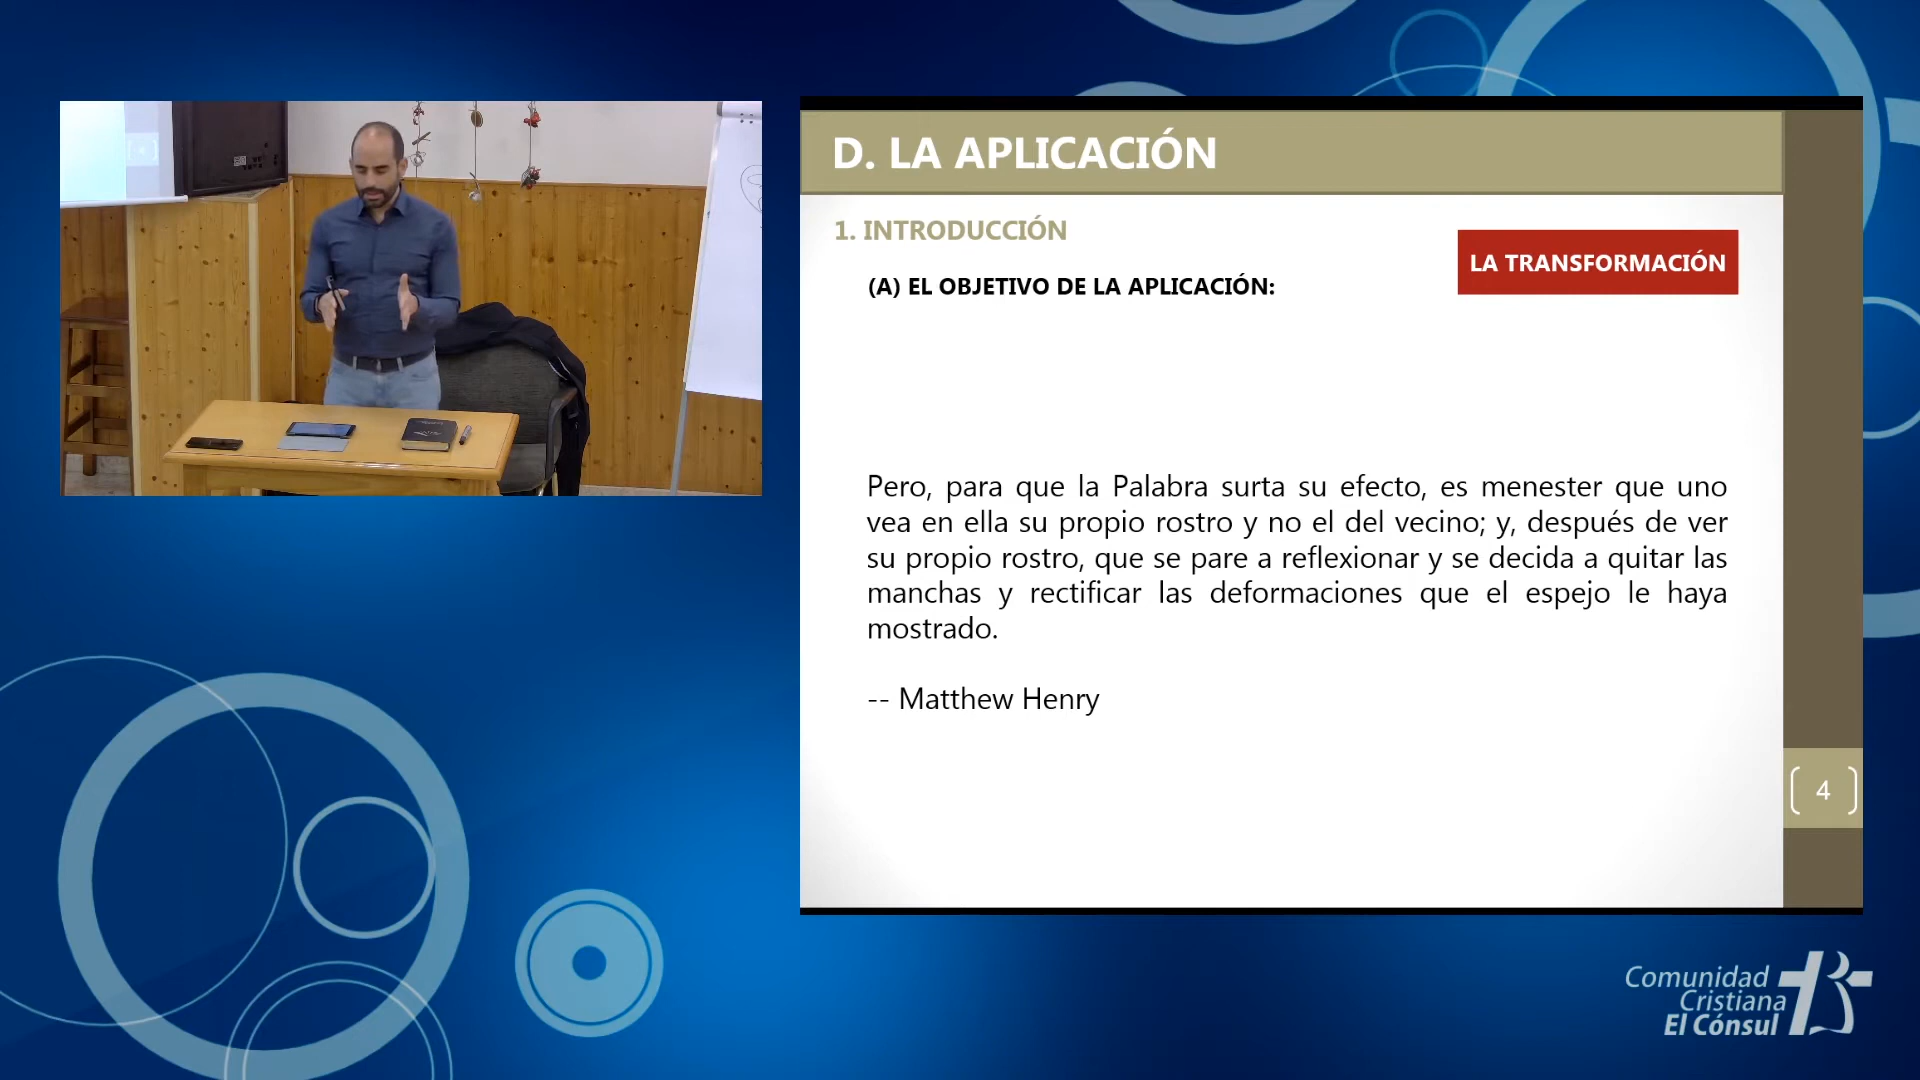 D. LA APLICACIÓN
1. INTRODUCCIÓN
LA TRANSFORMACIÓN
(A) EL OBJETIVO DE LA APLICACIÓN:
Pero, para que la Palabra surta su efecto, es menester que uno
vea en ella su propio rostro y no el del vecino; y, después de ver
su propio rostro, que se pare a reflexionar y se decida a quitar las
manchas y rectificar las deformaciones que el espejo le haya
mostrado.
-- Matthew Henry
4
Comunidad
Cristiana
El Cónsul